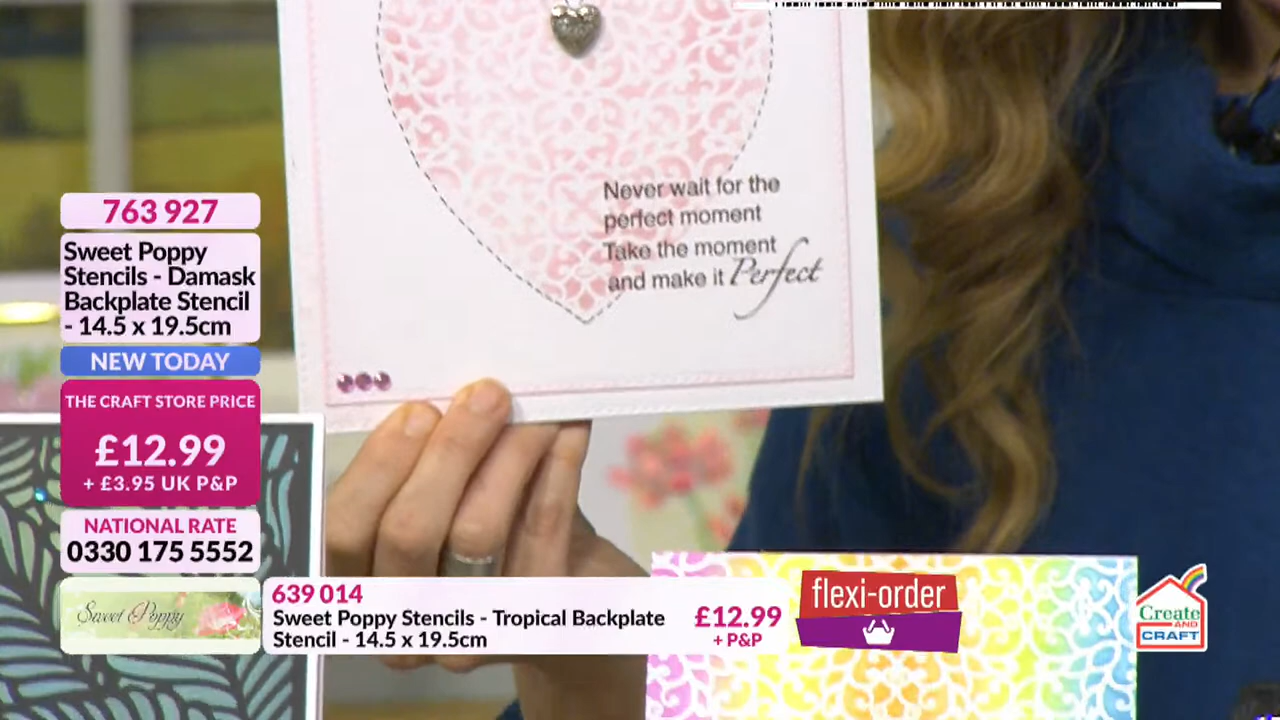 Never wait for the
perfect moment
Take the moment
and make it Perfect
763 927
Sweet Poppy
Stencils - Damask
Backplate Stencil
- 14.5 x 19.5cm
NEW TODAY
THE CRAFT STORE PRICE
£12.99
+ £3.95 UK P&P
NATIONAL RATE
0330 175 5552
Sweet Poppy
639 014
Sweet Poppy Stencils - Tropical Backplate
Stencil - 14.5 x 19.5cm
£12.99
+ P&P
flexi-order
Create
AND
CRAFT